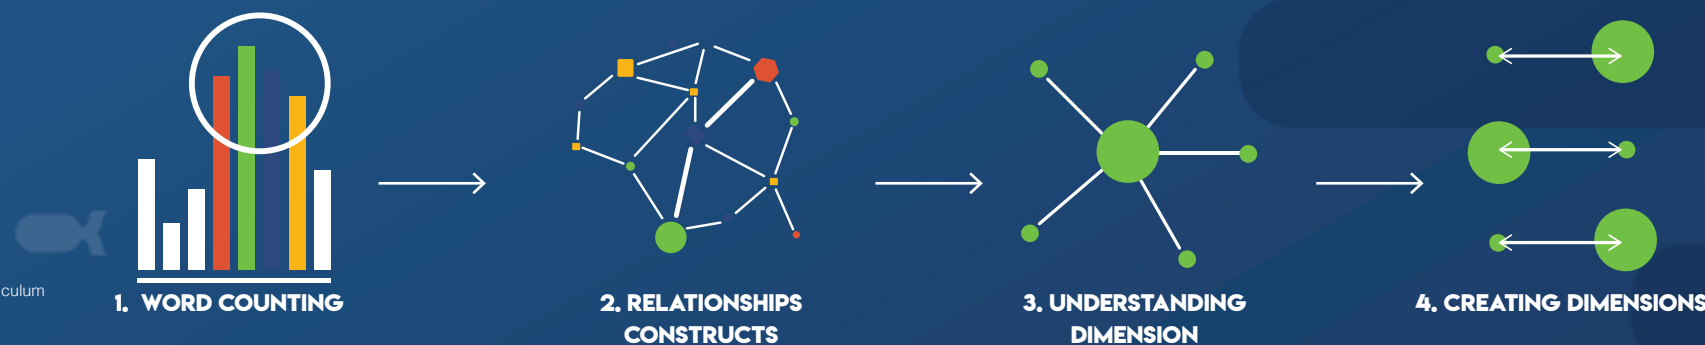 culum
1. WORD COUNTING
2. RELATIONSHIPS
CONSTRUCTS
3. UNDERSTANDING
DIMENSION
4. CREATING DIMENSIONS